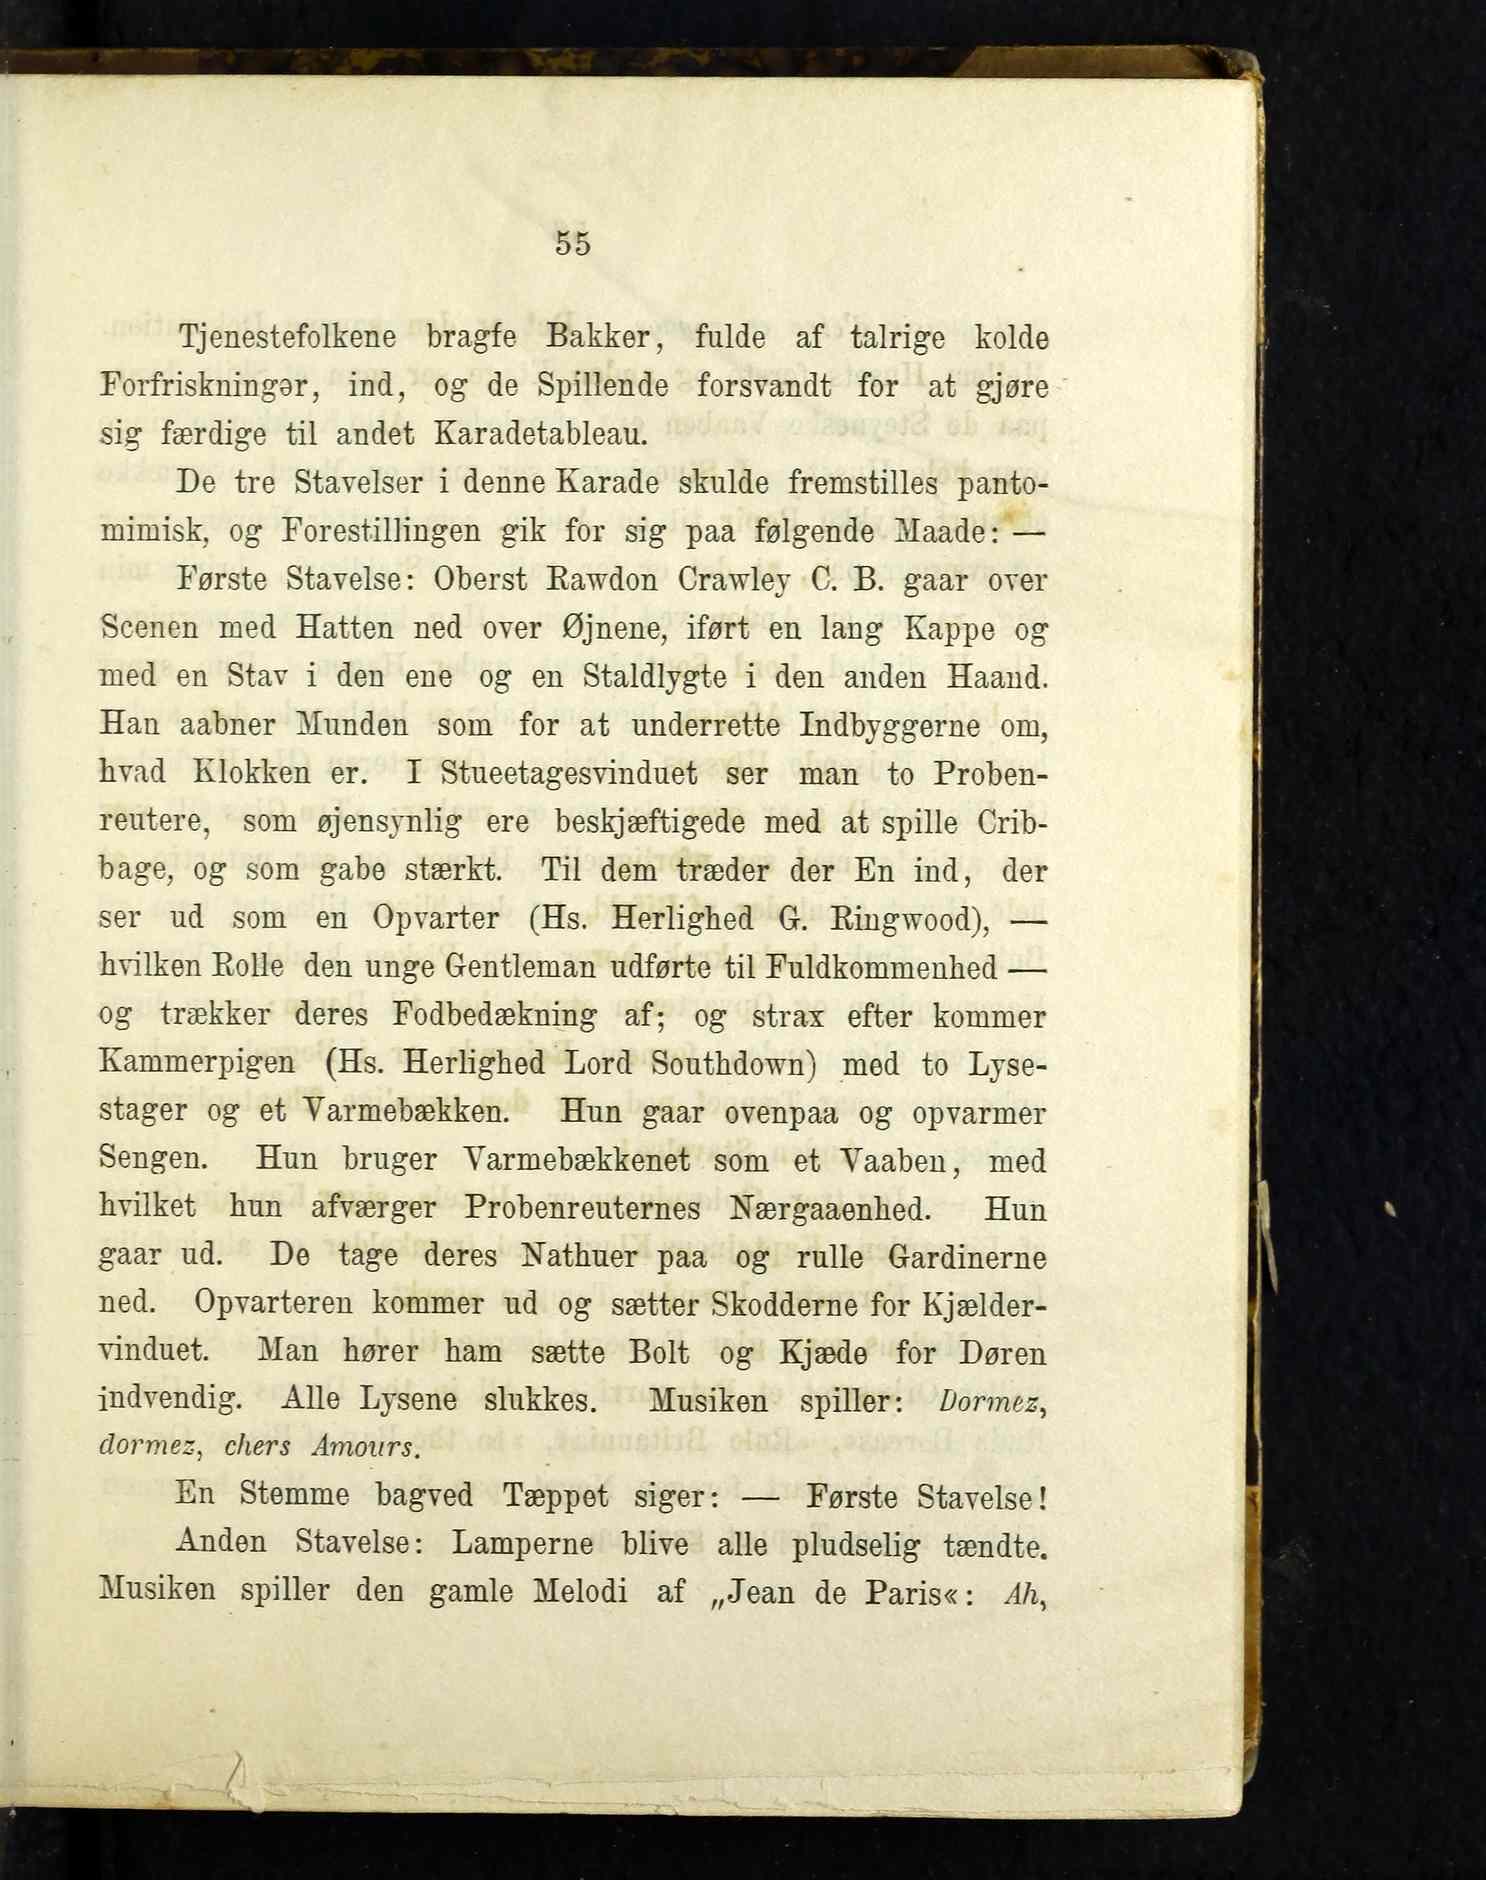 55
Tjenestefolkene bragfe Bakker, fulde af talrige kolde
Forfriskninger, ind, og de Spillende forsvandt for at gjøre
sig færdige til andet Karadetableau.
De tre Stavelser i denne Karade skulde fremstilles panto-
mimisk, og Forestillingen gik for sig paa følgende Maade: —
Første Stavelse: Oberst Rawdon Crawley C. B. gaar over
Scenen med Hatten ned over Øjnene, iført en lang Kappe og
med en Stav i den ene og en Staldlygte i den anden Haand.
Han aabner Munden som for at underrette Indbyggerne om,
hvad Klokken er. I Stueetagesvinduet ser man to Proben-
reutere, som øjensynlig ere beskjæftigede med at spille Crib-
bage, og som gabe stærkt. Til dem træder der En ind, der
ser ud som en Opvarter (Hs. Herlighed G. Ringwood), —
hvilken Rolle den unge Gentleman udførte til Fuldkommenhed —
og trækker deres Fodbedækning af; og strax efter kommer
Kammerpigen (Hs. Herlighed Lord Southdown) med to Lyse-
stager og et Varmebækken. Hun gaar ovenpaa og opvarmer
Sengen. Hun bruger Varmebækkenet som et Vaaben, med
hvilket hun afværger Probenreuternes Nærgaaenhed. Hun
gaar ud. De tage deres Nathuer paa og rulle Gardinerne
ned. Opvarteren kommer ud og sætter Skodderne for Kjælder-
vinduet. Man hører ham sætte Bolt og Kjæde for Døren
indvendig. Alle Lysene slukkes. Musiken spiller: Dormez,
dormez, chers Amours.
En Stemme bagved Tæppet siger: — Første Stavelse!
Anden Stavelse: Lamperne blive alle pludselig tændte.
Musiken spiller den gamle Melodi af „Jean de Paris«: Ah,